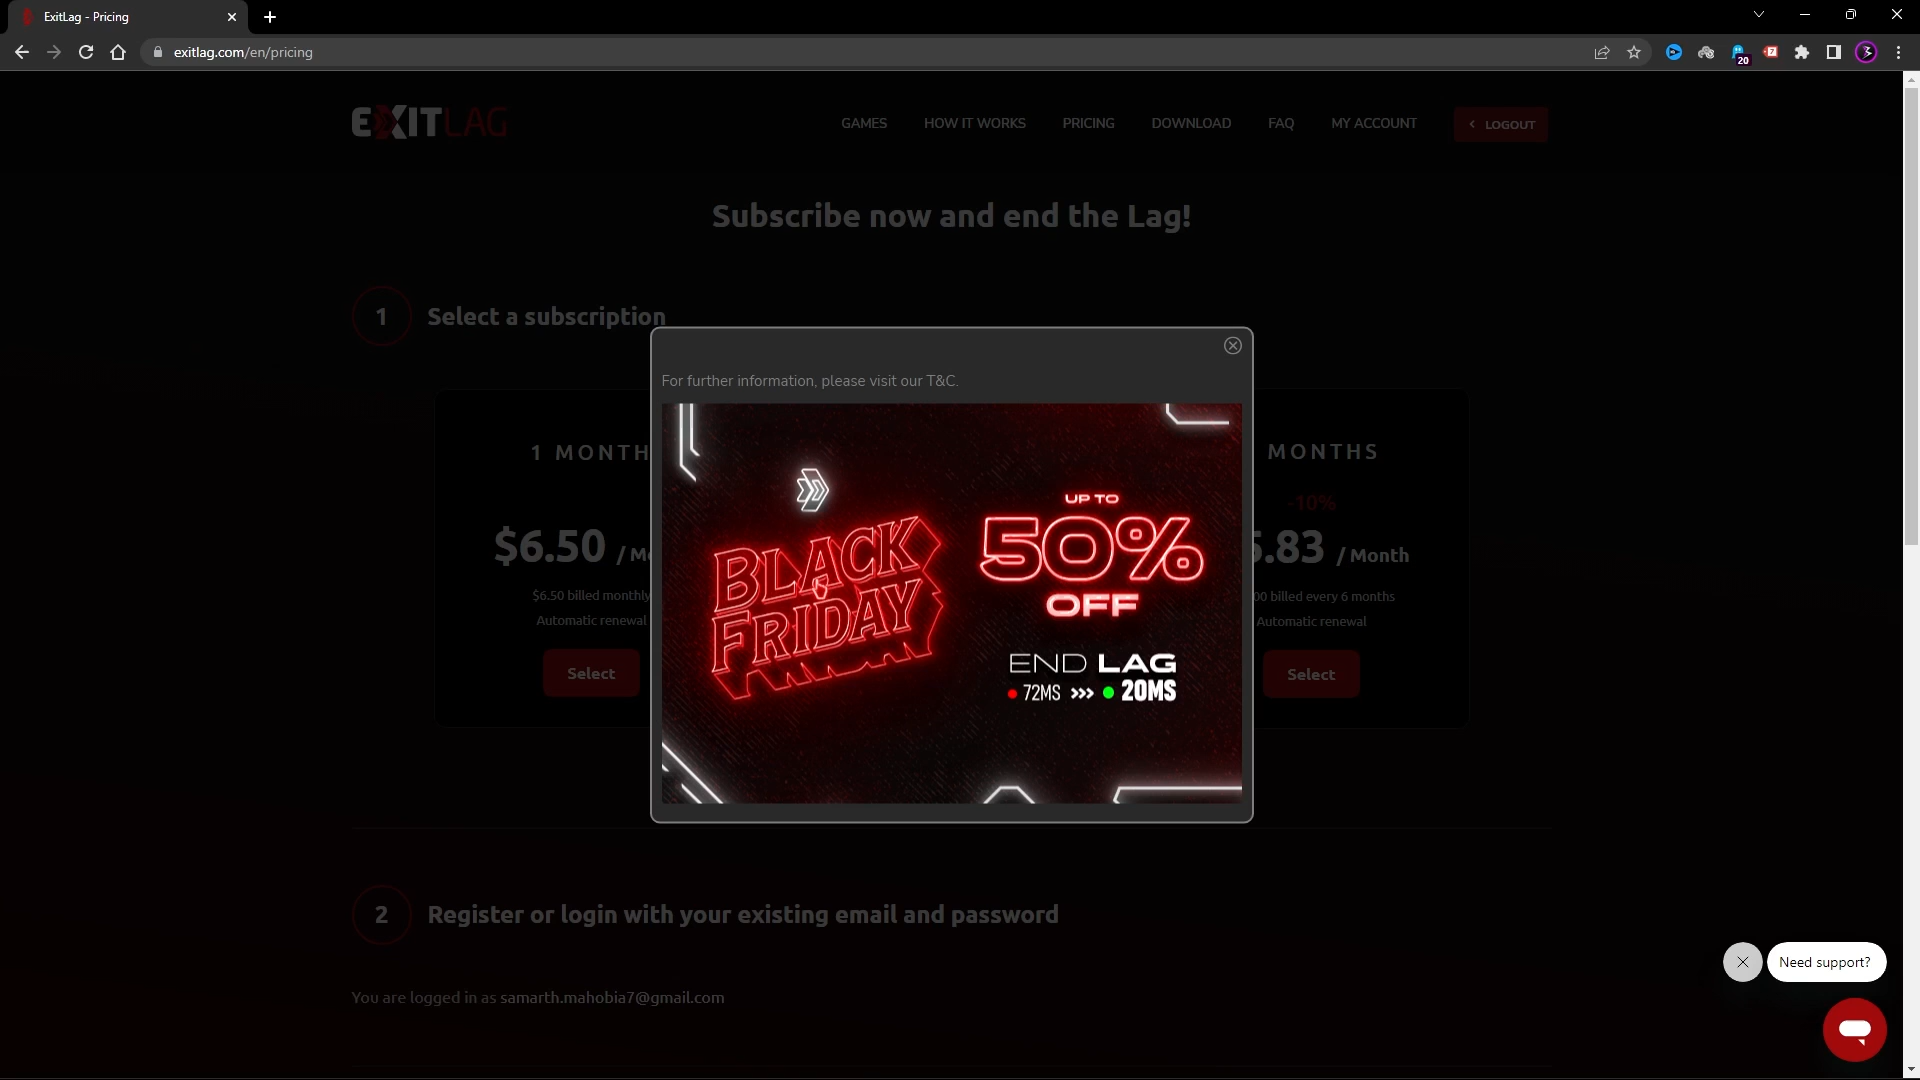 ExitLag - Pricing
exitlag.com/en/pricing
20
EXITLAG
GAMES
HOW IT WORKS
PRICING
DOWNLOAD
FAQ
MY ACCOUNT
LOGOUT
Subscribe now and end the Lag!
1
Select a subscription
For further information, please visit our T&C.
1 MONTH
$6.50 / M
$6.50 billed monthly
Automatic renewal
Select
BLACK
FRIDAY
UP TO
50%
OFF
END LAG
72MS >>> 20MS
MONTHS
-10%
.83 / Month
00 billed every 6 months
Automatic renewal
Select
2
Register or login with your existing email and password
You are logged in as samarth.mahobia7@gmail.com
Need support?